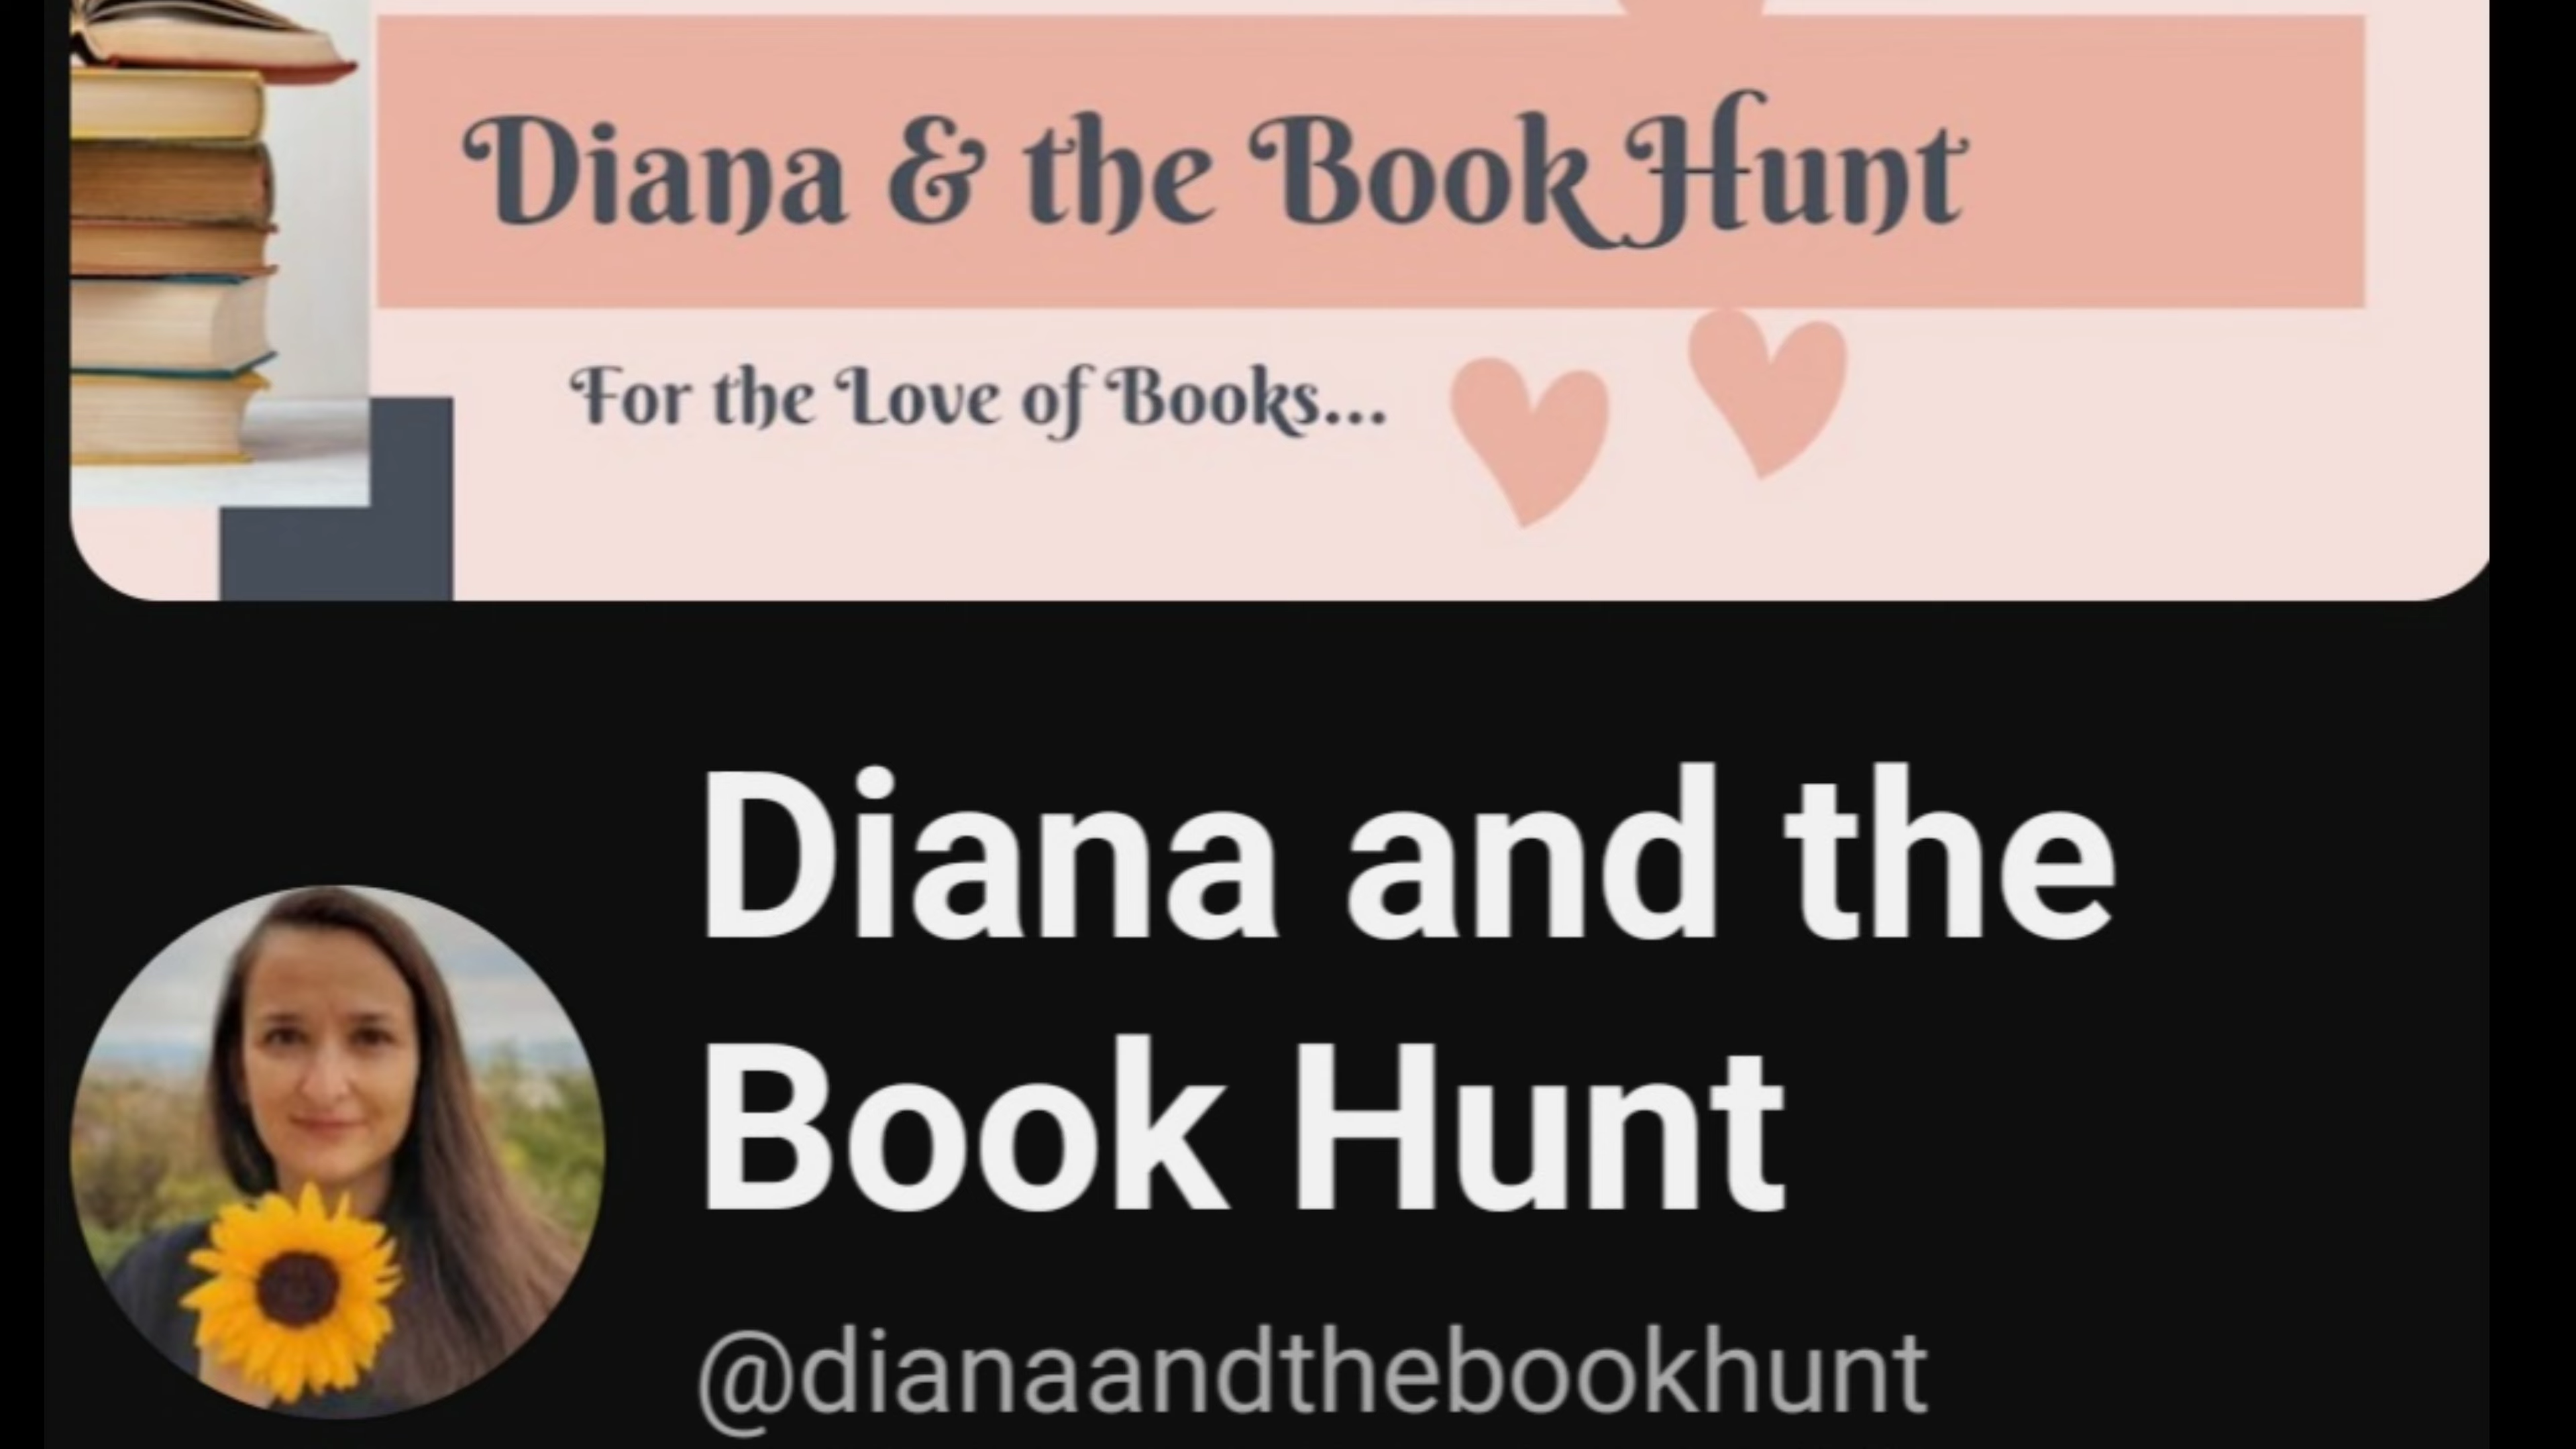 Diana & the Book Hunt
For the Love of Books...
Diana and the
Book Hunt
@dianaandthebookhunt